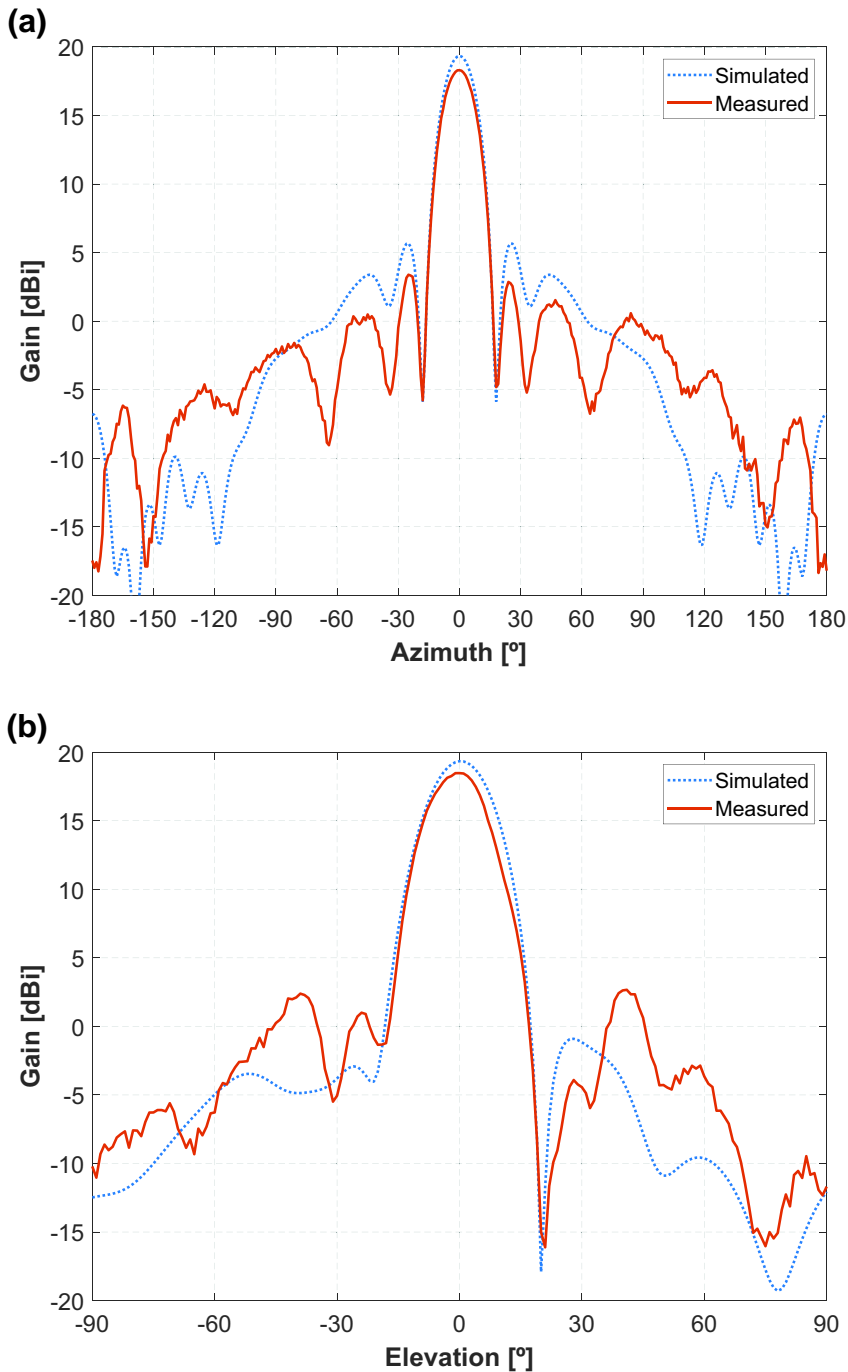 (a)
20
15
10
5
0
-5
-10
-15
-20
Gain [dBi]
Simulated
Measured
-180 -150 -120 -90 -60 -30 0 30 60 90 120 150 180
Azimuth [º]
(b)
20
15
10
5
0
-5
-10
-15
-20
Gain [dBi]
Simulated
Measured
-90 -60 -30 0 30 60 90
Elevation [º]